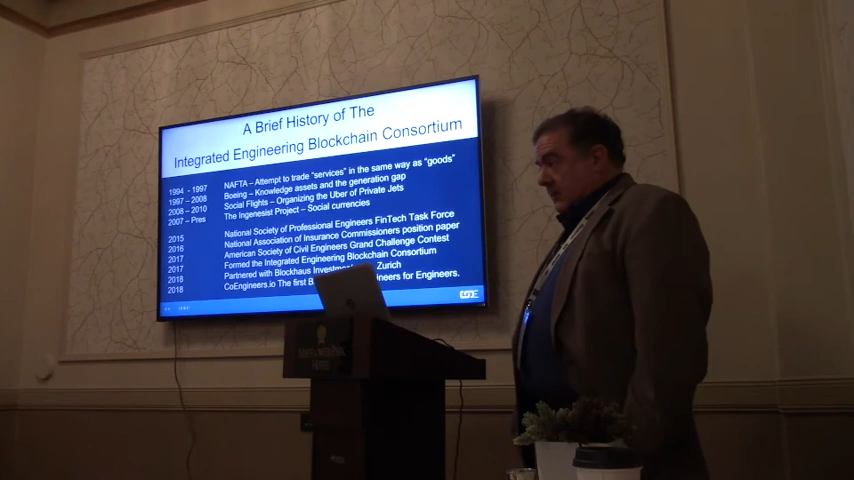 A Brief History of The
Integrated Engineering Blockchain Consortium
1994 - 1997 NAFTA – Attempt to trade “services” in the same way as “goods”
1997 - 2008 Boeing – Knowledge assets and the generation gap
2008 – 2010 Social Flights – Organizing the Uber of Private Jets
2007 – Pres The Ingenesist Project – Social currencies
2015 National Society of Professional Engineers FinTech Task Force
2016 National Association of Insurance Commissioners position paper
2017 American Society of Civil Engineers Grand Challenge Contest
2017 Formed the Integrated Engineering Blockchain Consortium
2018 Partnered with Blockhaus Investment Zurich
2018 CoEngineers.io The first for Engineers.